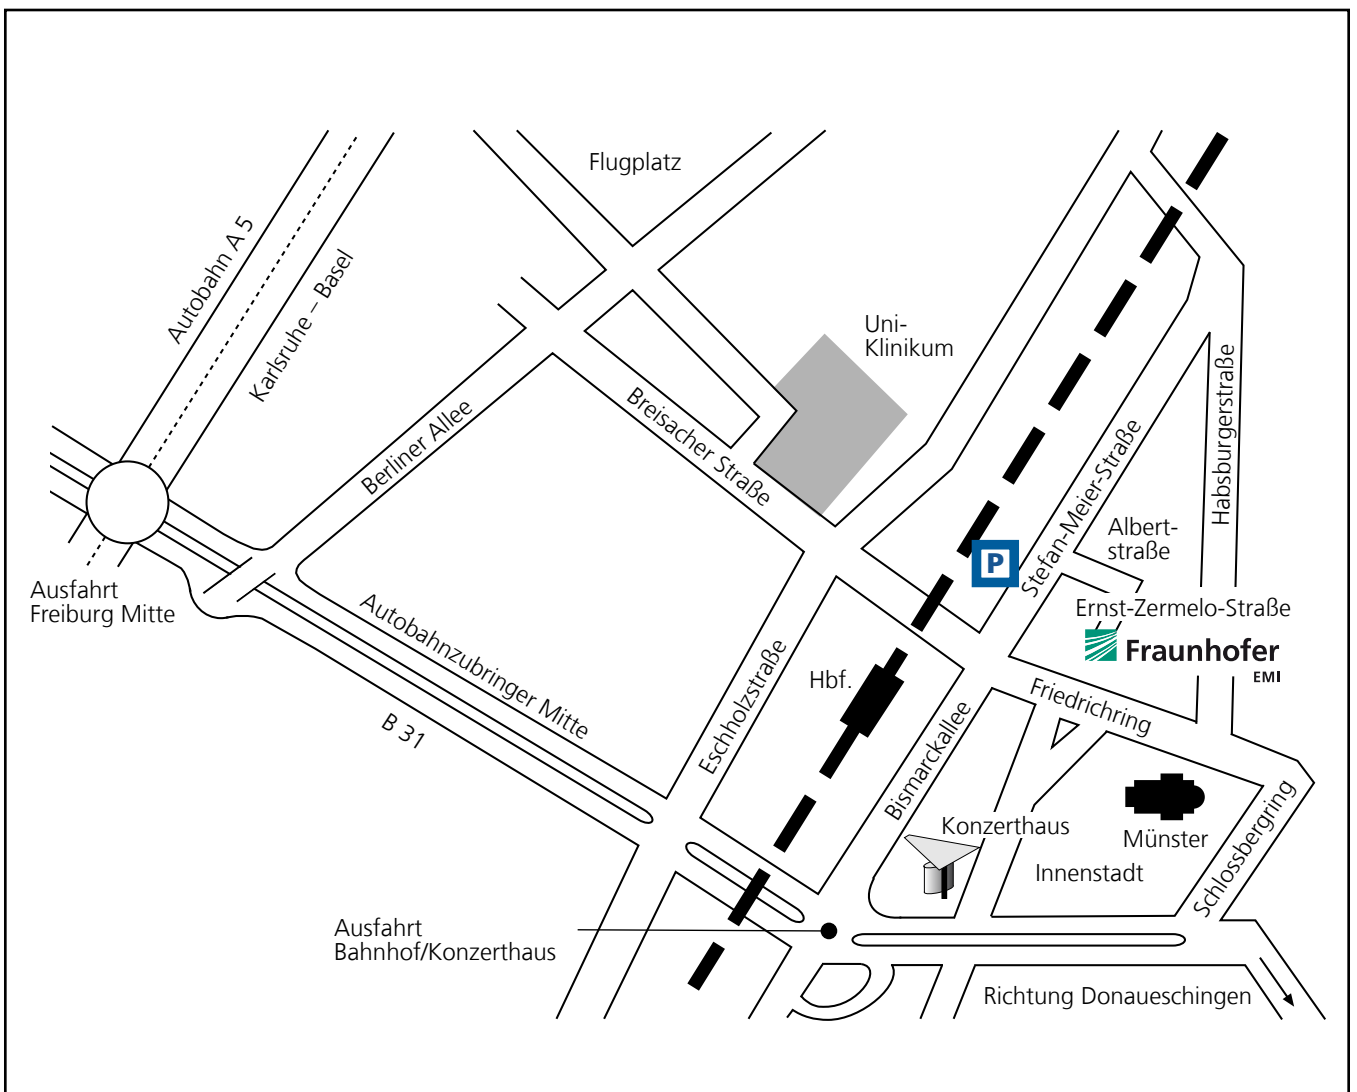 Flugplatz
Autobahn A 5
Karlsruhe – Basel
Uni-
Klinikum
Berliner Allee
Breisacher Straße
Habsburgerstraße
Stefan-Meier-Straße
Albert-
straße
P
Ausfahrt
Freiburg Mitte
Autobahnzubringer Mitte
Ernst-Zermelo-Straße
Fraunhofer
EMI
Eschholzstraße
Hbf.
Friedrichring
B 31
Bismarckallee
Konzerthaus
Münster
Innenstadt
Schlossbergring
Ausfahrt
Bahnhof/Konzerthaus
Richtung Donaueschingen